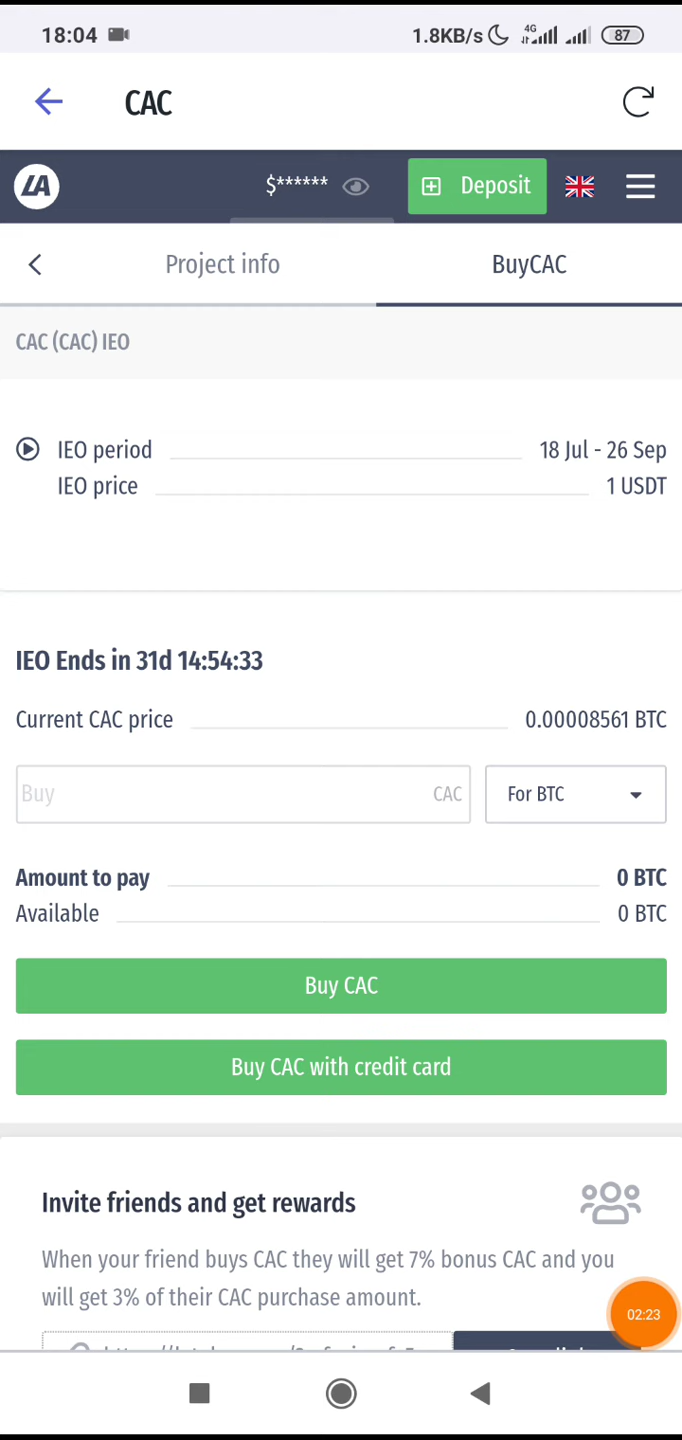 18:04 1.8KB/s 4G 87
CAC
LA $****** Deposit
Project info BuyCAC
CAC (CAC) IEO
IEO period 18 Jul - 26 Sep
IEO price 1 USDT
IEO Ends in 31d 14:54:33
Current CAC price 0.00008561 BTC
Buy CAC For BTC
Amount to pay 0 BTC
Available 0 BTC
Buy CAC
Buy CAC with credit card
Invite friends and get rewards
When your friend buys CAC they will get 7% bonus CAC and you
will get 3% of their CAC purchase amount.
02:23